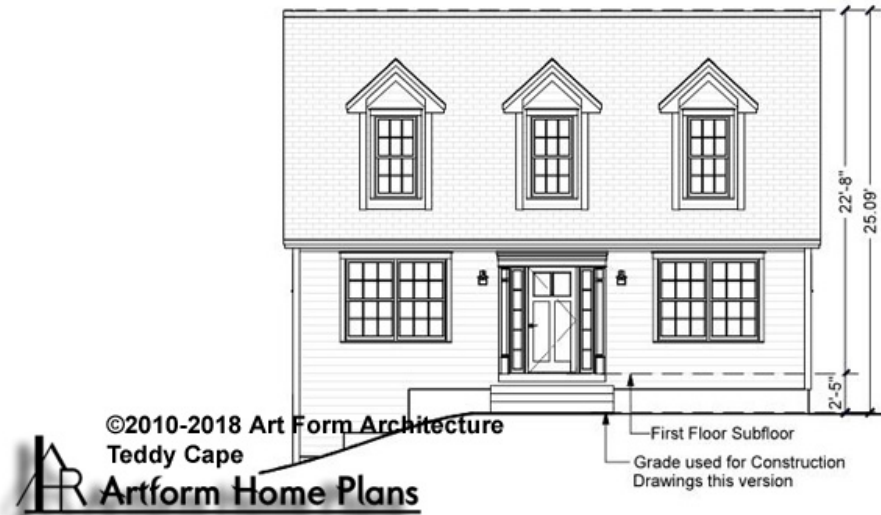 22'-8"
25.09'
2'-5"
First Floor Subfloor
Grade used for Construction
Drawings this version
©2010-2018 Art Form Architecture
Teddy Cape
AR Artform Home Plans